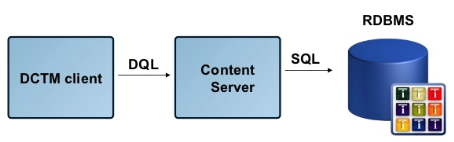 RDBMS
DCTM client
DQL
Content
Server
SQL